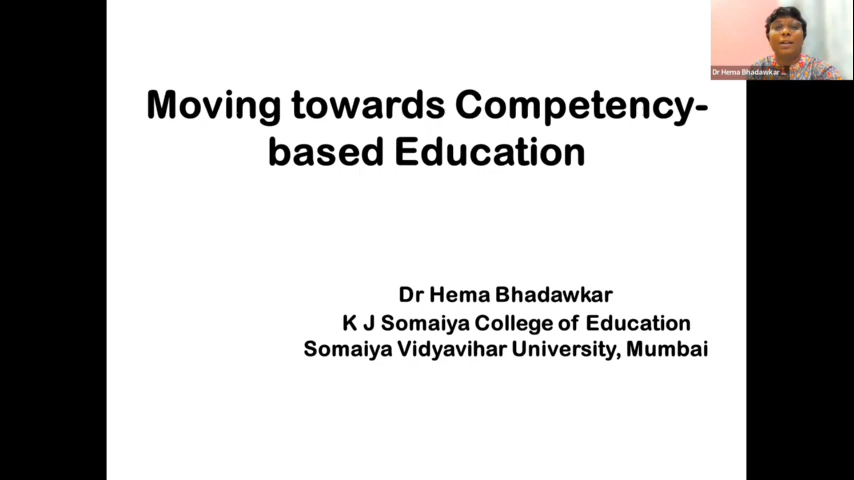 Dr Hema Bhadawkar
Moving towards Competency-
based Education
Dr Hema Bhadawkar
K J Somaiya College of Education
Somaiya Vidyavihar University, Mumbai